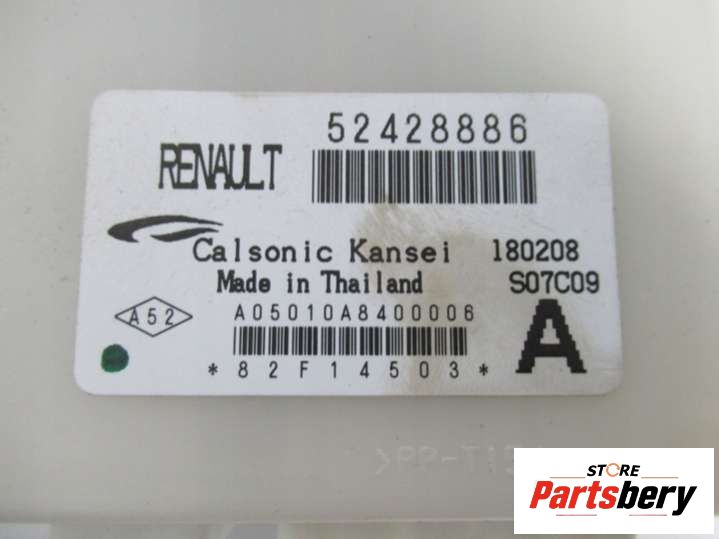 52428886
RENAULT
Calsonic Kansei 180208
Made in Thailand S07C09
A52 A05010A8400006
A
*82F14503*
STORE
Partsbery